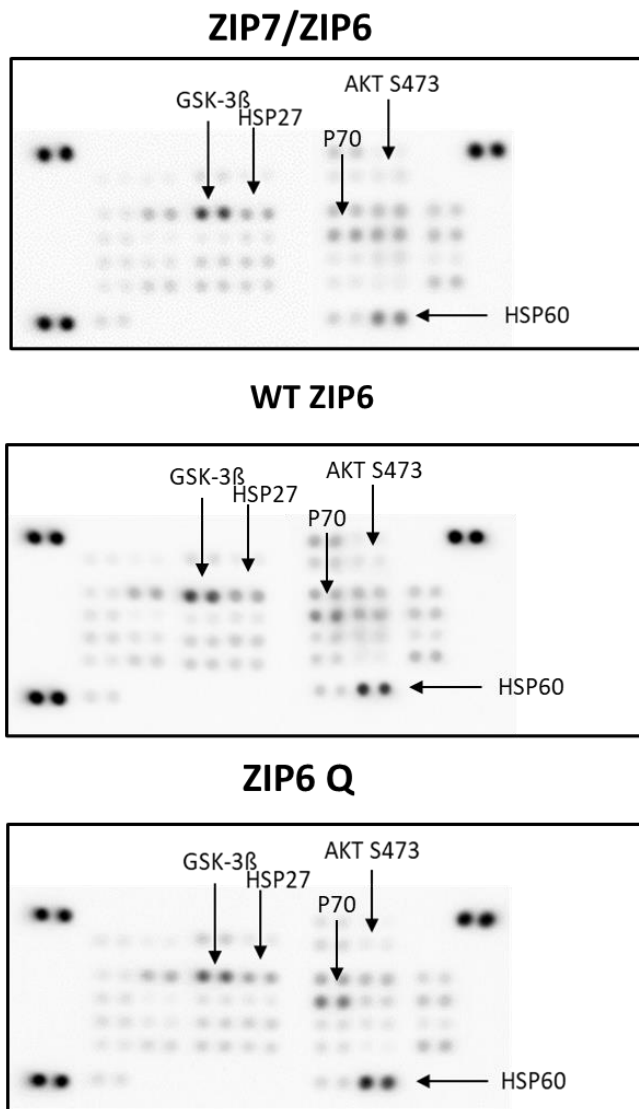 ZIP7/ZIP6
AKT S473
GSK-3ß
HSP27
P70
HSP60
WT ZIP6
AKT S473
GSK-3ß
HSP27
P70
HSP60
ZIP6 Q
AKT S473
GSK-3ß
HSP27
P70
HSP60